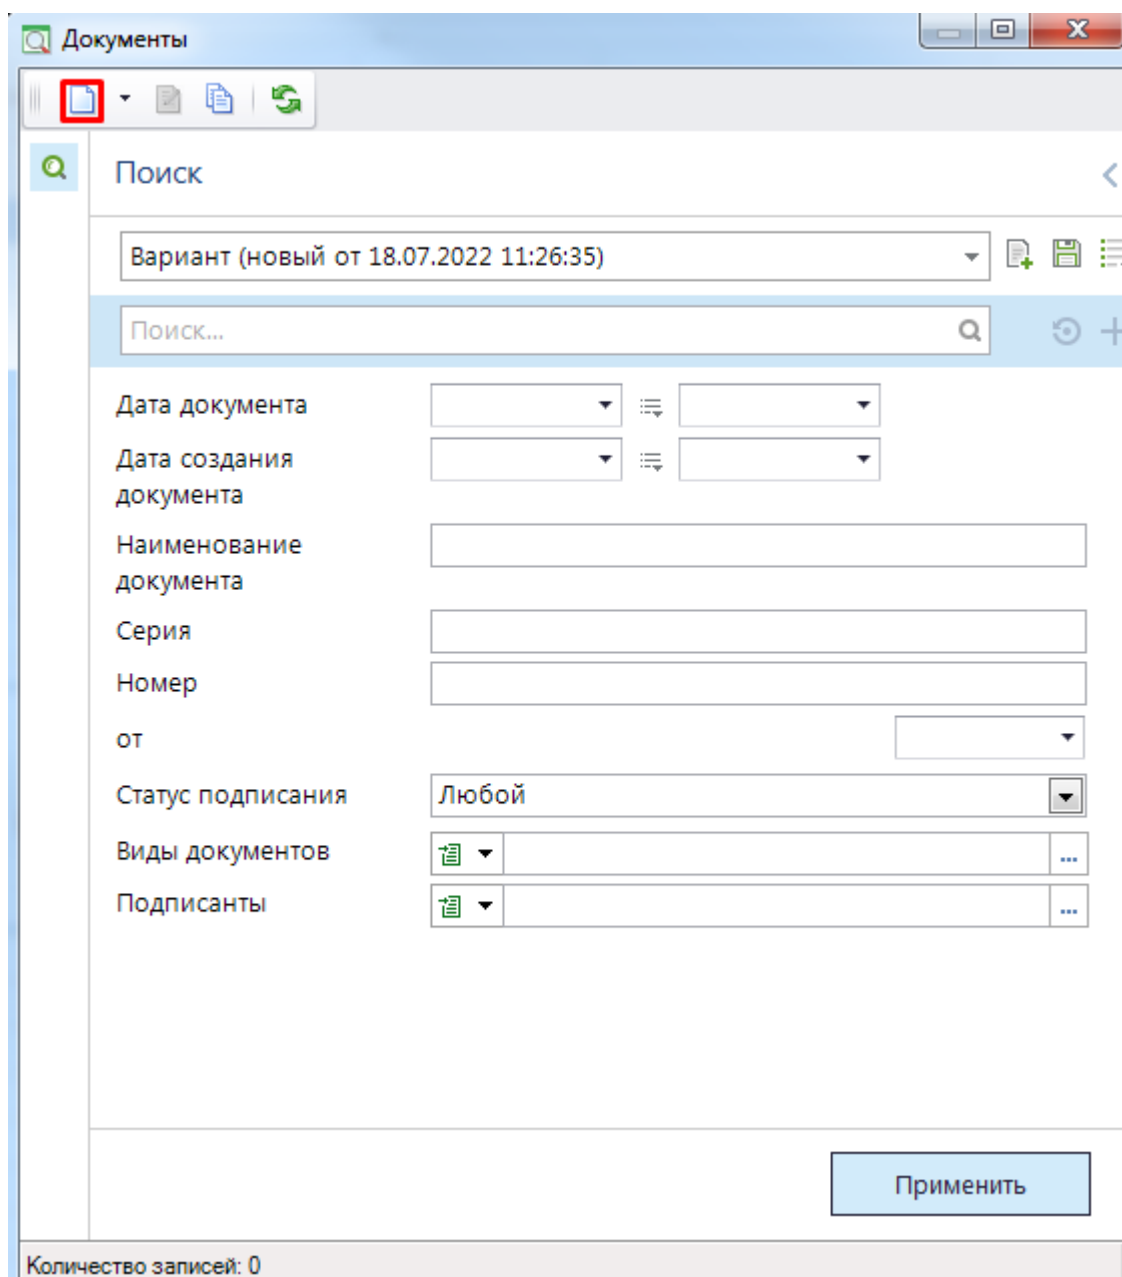 Документы
Поиск
Вариант (новый от 18.07.2022 11:26:35)
Поиск...
Дата документа
Дата создания
документа
Наименование
документа
Серия
Номер
от
Статус подписания
Любой
Виды документов
...
Подписанты
...
Применить
Количество записей: 0